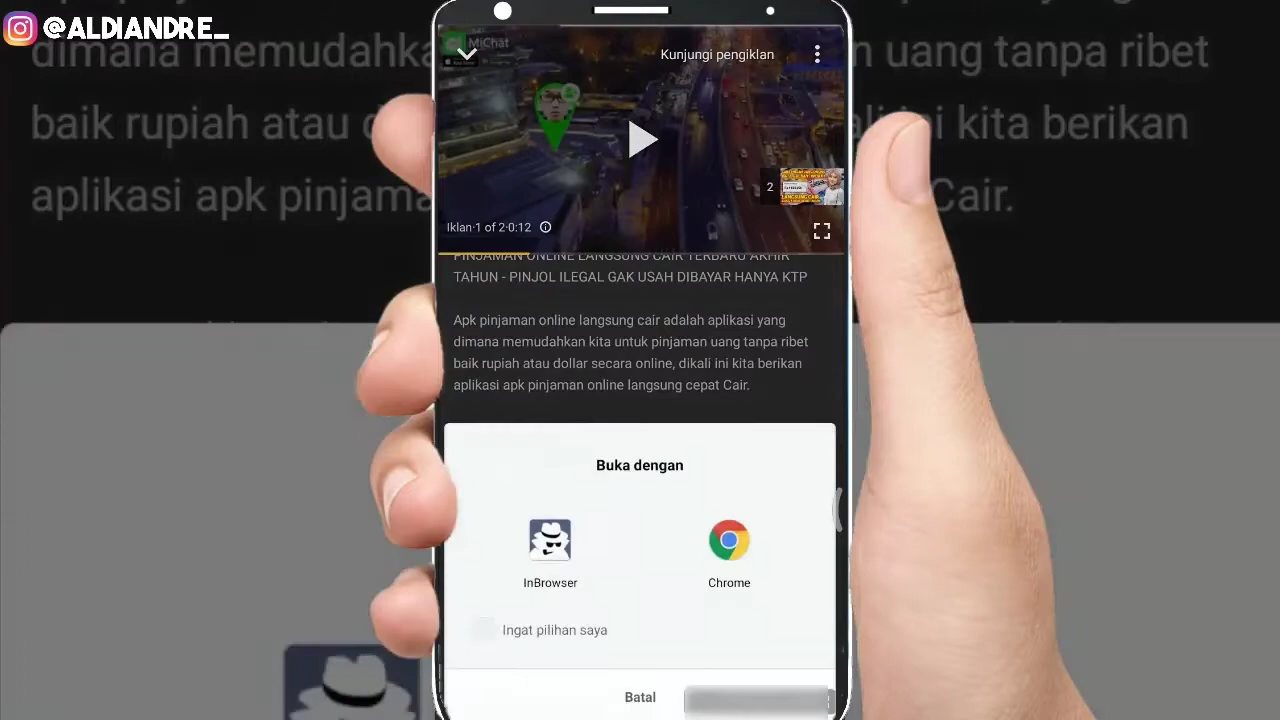 @ALDIANDRE_
dimana memudahkan
uang tanpa ribet
baik rupiah atau
ini kita berikan
aplikasi apk pinjam
Cair.
MiChat
Kunjungi pengiklan
2
Iklan·1 of 2·0:12
PINJAMAN ONLINE LANGSUNG CAIR TERBARU AKHIR
TAHUN - PINJOL ILEGAL GAK USAH DIBAYAR HANYA KTP
Apk pinjaman online langsung cair adalah aplikasi yang
dimana memudahkan kita untuk pinjaman uang tanpa ribet
baik rupiah atau dollar secara online, dikali ini kita berikan
aplikasi apk pinjaman online langsung cepat Cair.
Buka dengan
InBrowser
Chrome
Ingat pilihan saya
Batal